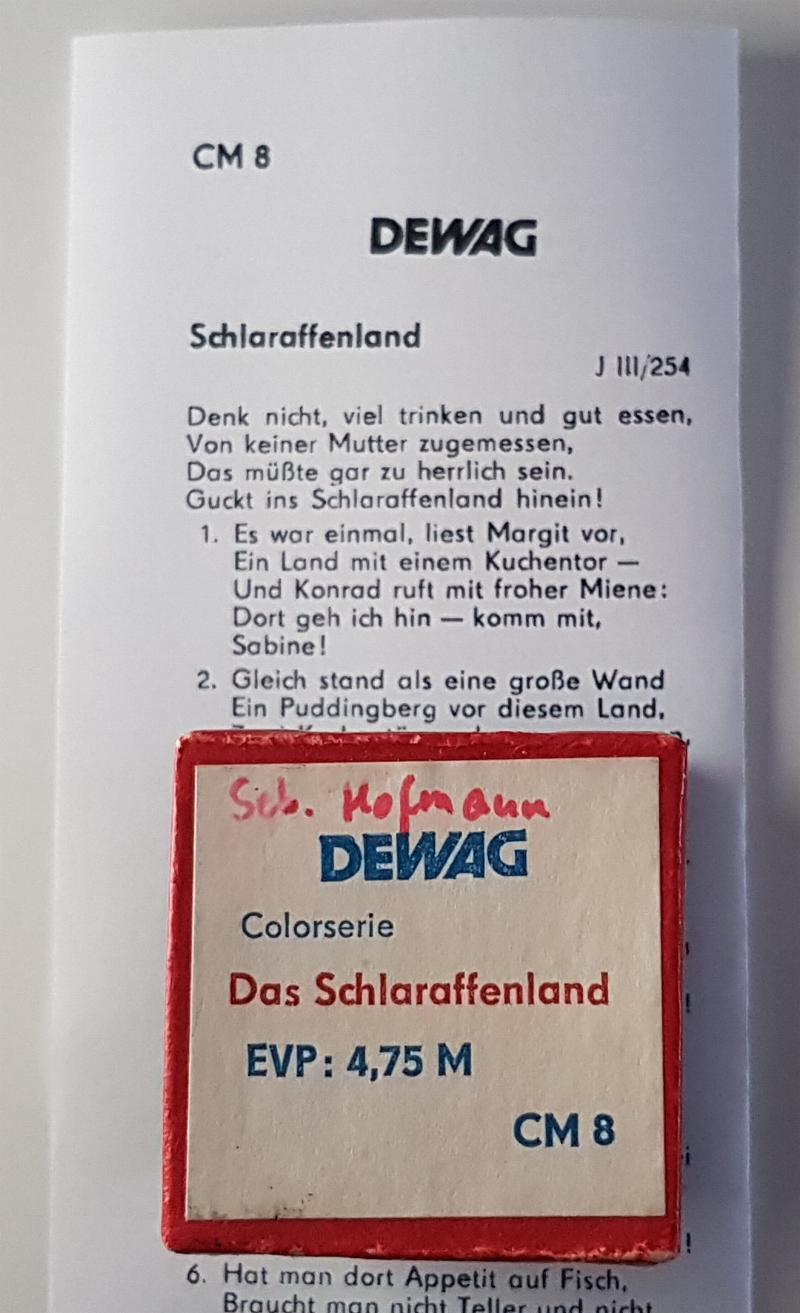 CM 8
DEWAG
Schlaraffenland
J III/254
Denk nicht, viel trinken und gut essen,
Von keiner Mutter zugemessen,
Das müßte gar zu herrlich sein.
Guckt ins Schlaraffenland hinein!
1. Es war einmal, liest Margit vor,
Ein Land mit einem Kuchentor —
Und Konrad ruft mit froher Miene:
Dort geh ich hin — komm mit,
Sabine!
2. Gleich stand als eine große Wand
Ein Puddingberg vor diesem Land,
Seb. Hofmann
DEWAG
Colorserie
Das Schlaraffenland
EVP: 4,75 M
CM 8
6. Hat man dort Appetit auf Fisch,
Braucht man nicht Teller und nicht